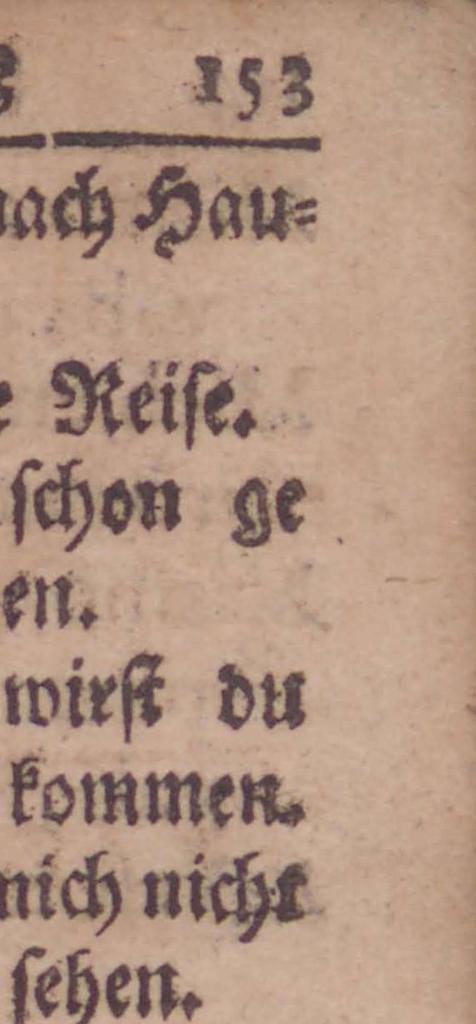 153
nach Hau-
Reise.
schon ge
en.
wirst du
kommen.
mich nicht
sehen.